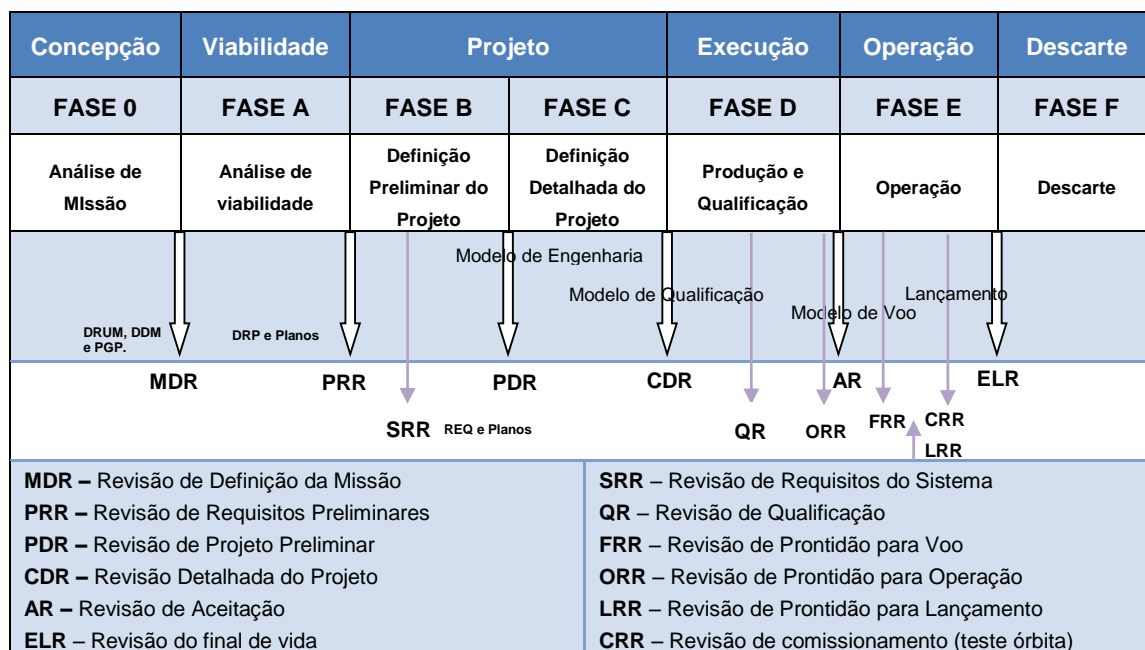 Concepção Viabilidade Projeto Execução Operação Descarte
FASE 0 FASE A FASE B FASE C FASE D FASE E FASE F
Análise de
MIssão
Análise de
viabilidade
Definição
Preliminar do
Projeto
Definição
Detalhada do
Projeto
Produção e
Qualificação
Operação
Descarte
Modelo de Engenharia
Modelo de Qualificação
Lançamento
Modelo de Voo
DRUM, DDM
e PGP.
DRP e Planos
MDR PRR PDR CDR AR ELR
SRR REQ e Planos
QR ORR FRR CRR
LRR
MDR – Revisão de Definição da Missão
PRR – Revisão de Requisitos Preliminares
PDR – Revisão de Projeto Preliminar
CDR – Revisão Detalhada do Projeto
AR – Revisão de Aceitação
ELR – Revisão do final de vida
SRR – Revisão de Requisitos do Sistema
QR – Revisão de Qualificação
FRR – Revisão de Prontidão para Voo
ORR – Revisão de Prontidão para Operação
LRR – Revisão de Prontidão para Lançamento
CRR – Revisão de comissionamento (teste órbita)